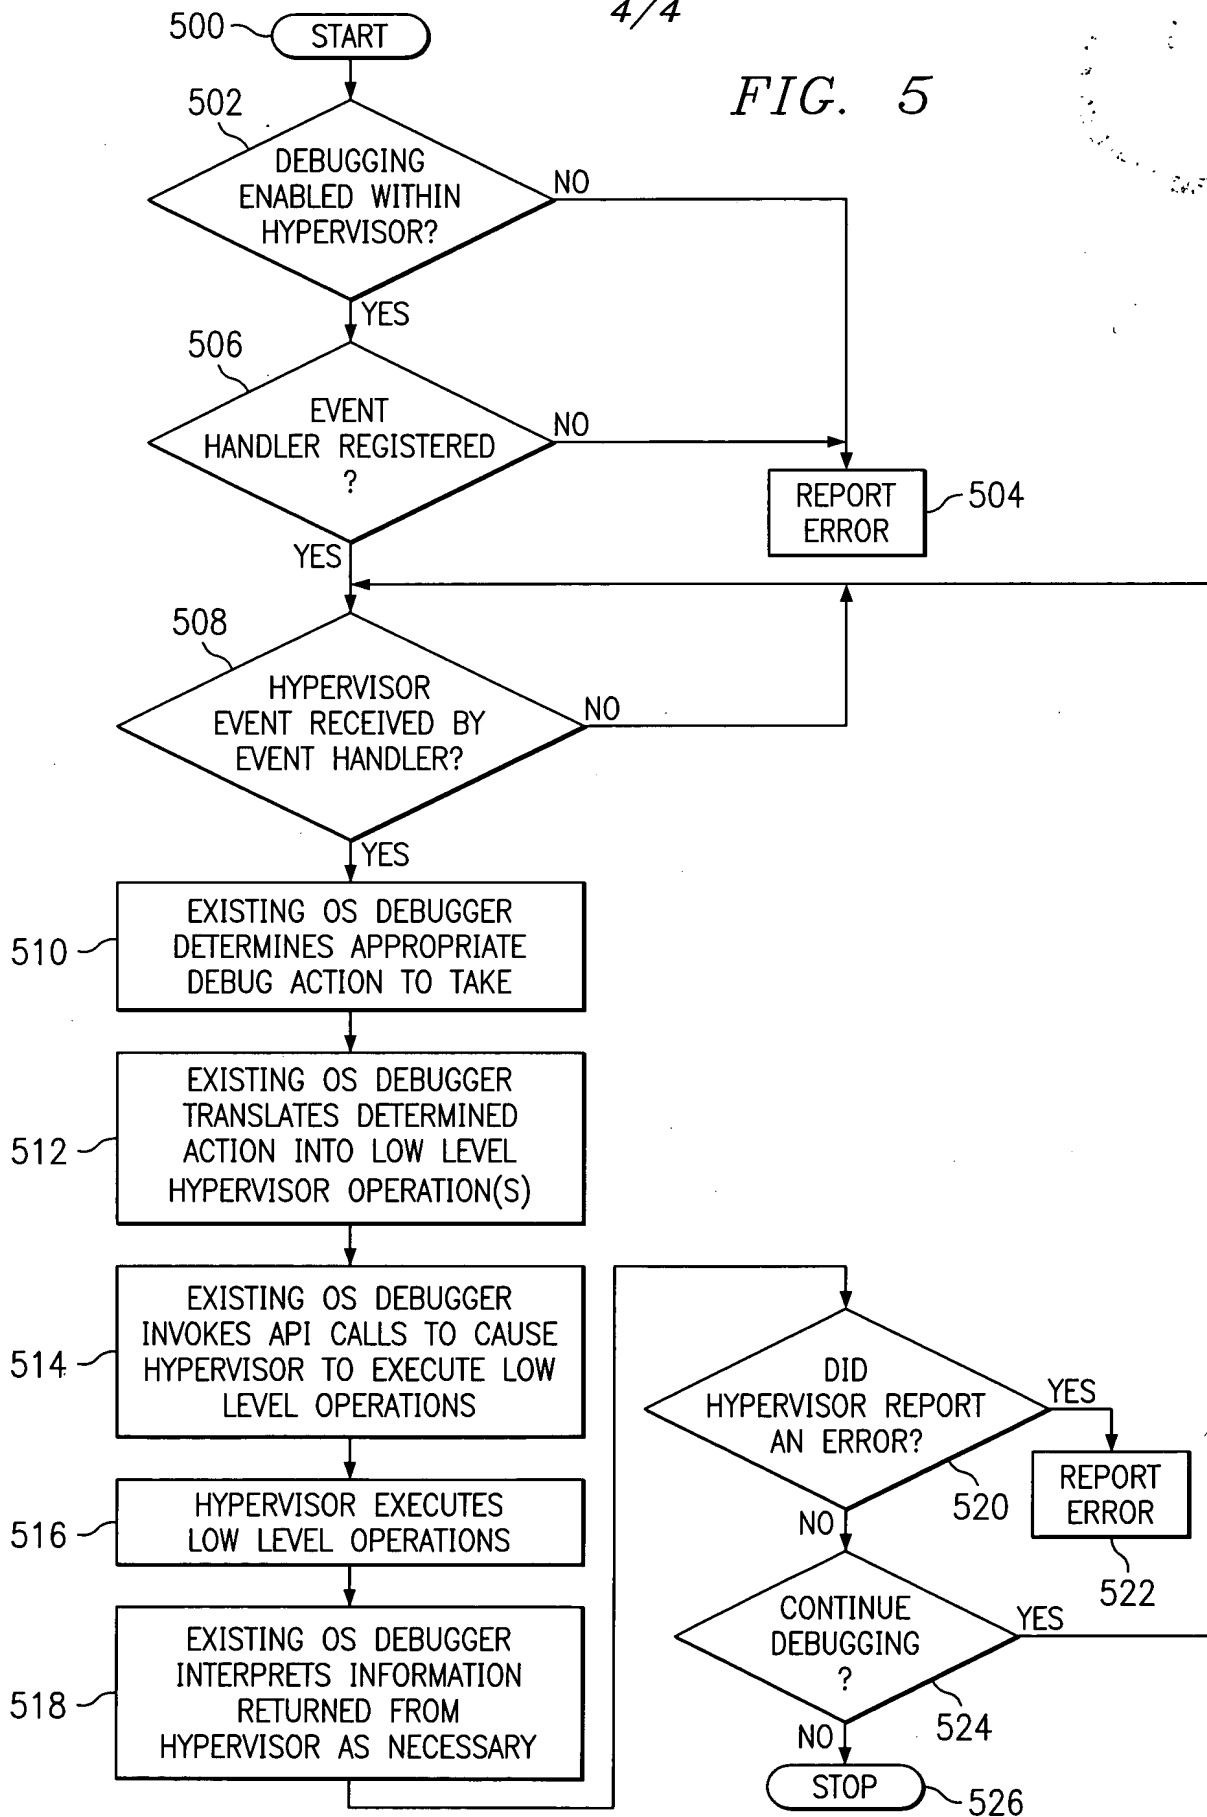 4/4
500
START
FIG. 5
502
DEBUGGING
ENABLED WITHIN
HYPERVISOR?
NO
YES
506
EVENT
HANDLER REGISTERED
?
NO
REPORT
ERROR
504
YES
508
HYPERVISOR
EVENT RECEIVED BY
EVENT HANDLER?
NO
YES
510
EXISTING OS DEBUGGER
DETERMINES APPROPRIATE
DEBUG ACTION TO TAKE
512
EXISTING OS DEBUGGER
TRANSLATES DETERMINED
ACTION INTO LOW LEVEL
HYPERVISOR OPERATION(S)
514
EXISTING OS DEBUGGER
INVOKES API CALLS TO CAUSE
HYPERVISOR TO EXECUTE LOW
LEVEL OPERATIONS
516
HYPERVISOR EXECUTES
LOW LEVEL OPERATIONS
518
EXISTING OS DEBUGGER
INTERPRETS INFORMATION
RETURNED FROM
HYPERVISOR AS NECESSARY
DID
HYPERVISOR REPORT
AN ERROR?
YES
520
REPORT
ERROR
522
NO
CONTINUE
DEBUGGING
?
YES
524
NO
STOP
526